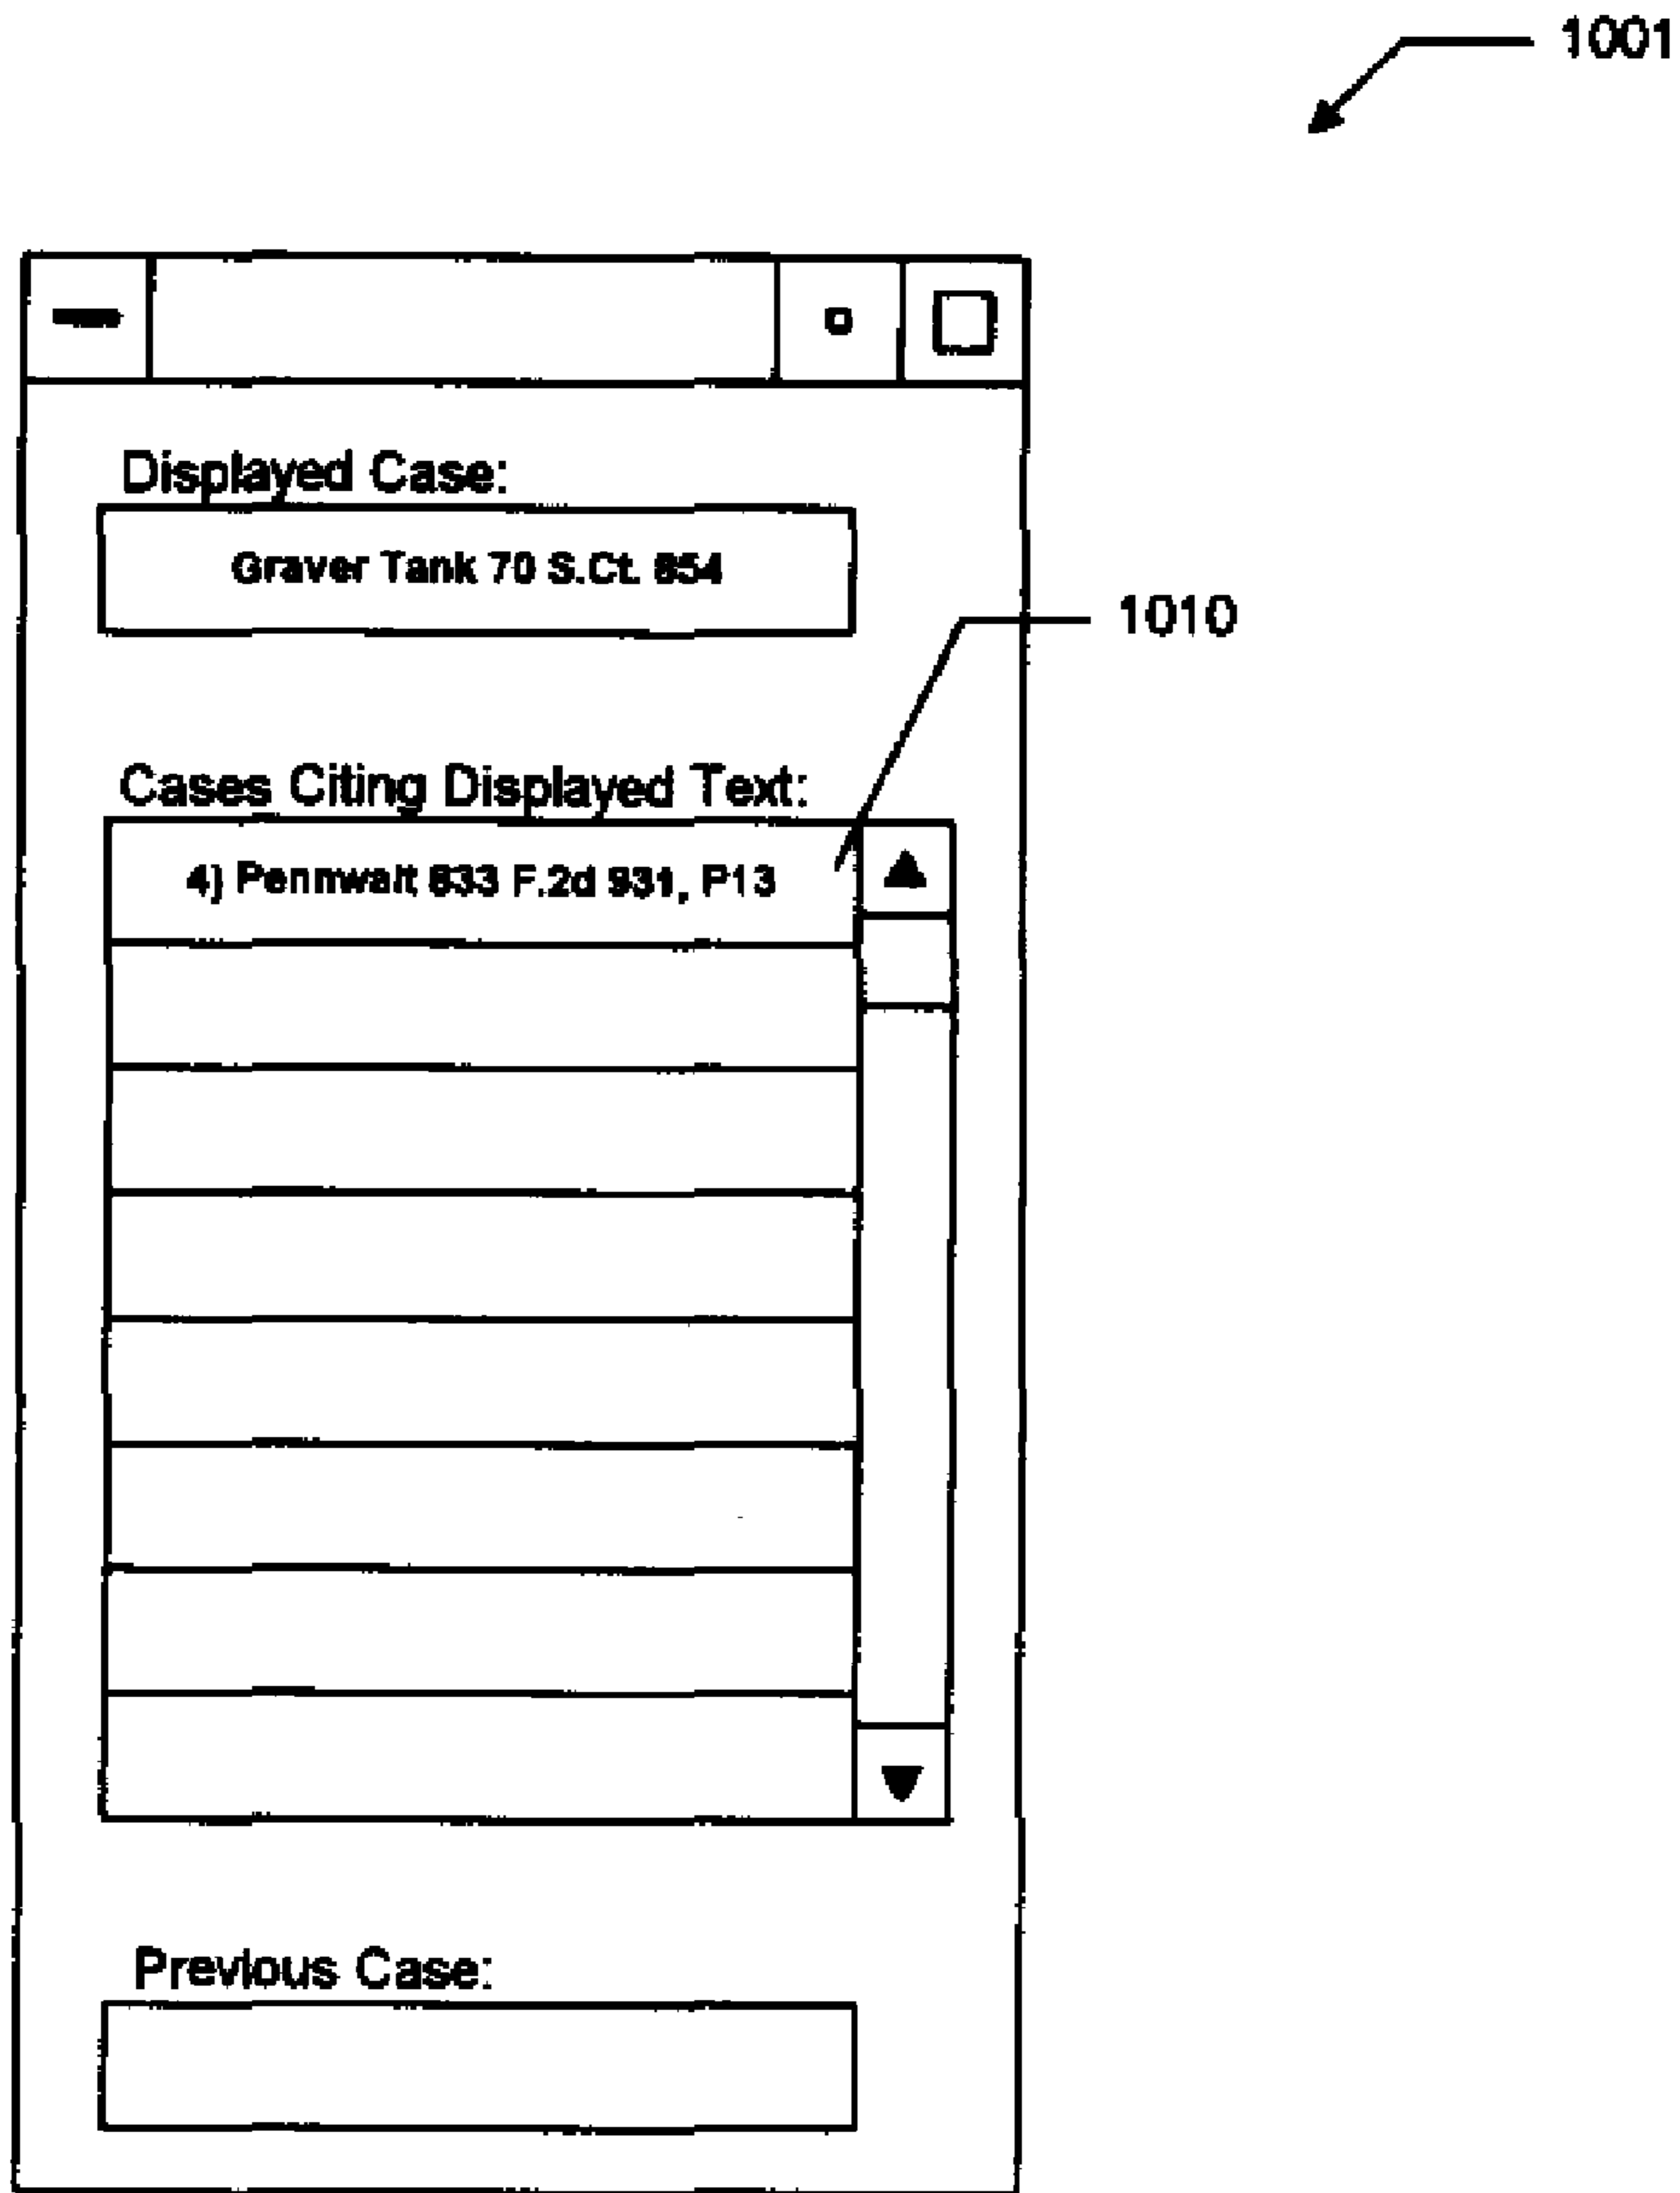 1001
Displayed Case:
Graver Tank 70 S.Ct. 854
1010
Cases Citing Displayed Text:
4) Pennwalt 833 F.2d 931, P13
Previous Case: